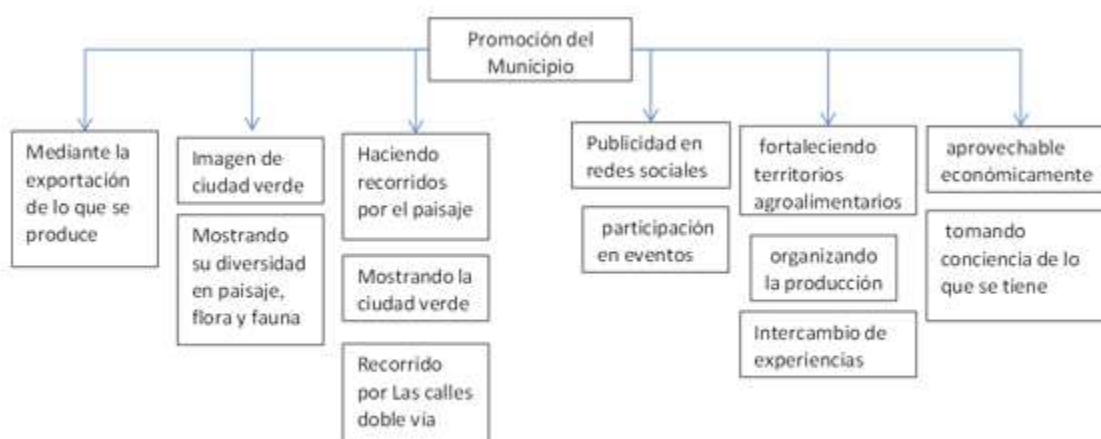 Promoción del
Municipio
Mediante la
exportación
de lo que se
produce
Imagen de
ciudad verde
Mostrando
su diversidad
en paisaje,
flora y fauna
Haciendo
recorridos
por el paisaje
Mostrando la
ciudad verde
Recorrido
por Las calles
doble via
Publicidad en
redes sociales
participación
en eventos
fortaleciendo
territorios
agroalimentarios
organizando
la producción
Intercambio de
experiencias
aprovechable
económicamente
tomando
conciencia de lo
que se tiene